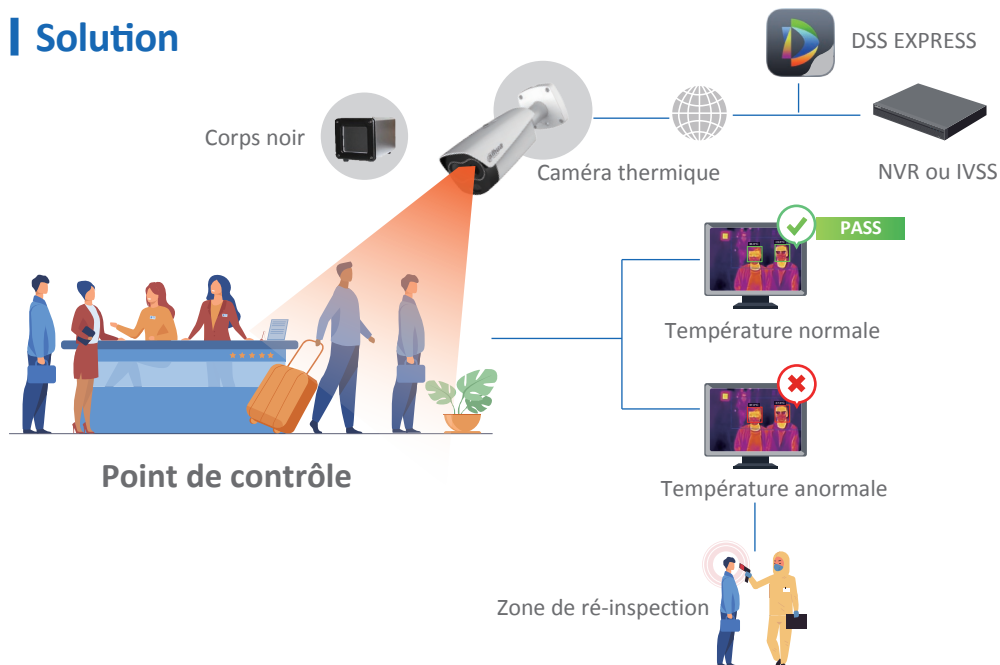 Solution
DSS EXPRESS
Corps noir
alhua
Caméra thermique
NVR ou IVSS
PASS
Température normale
Point de contrôle
Température anormale
Zone de ré-inspection